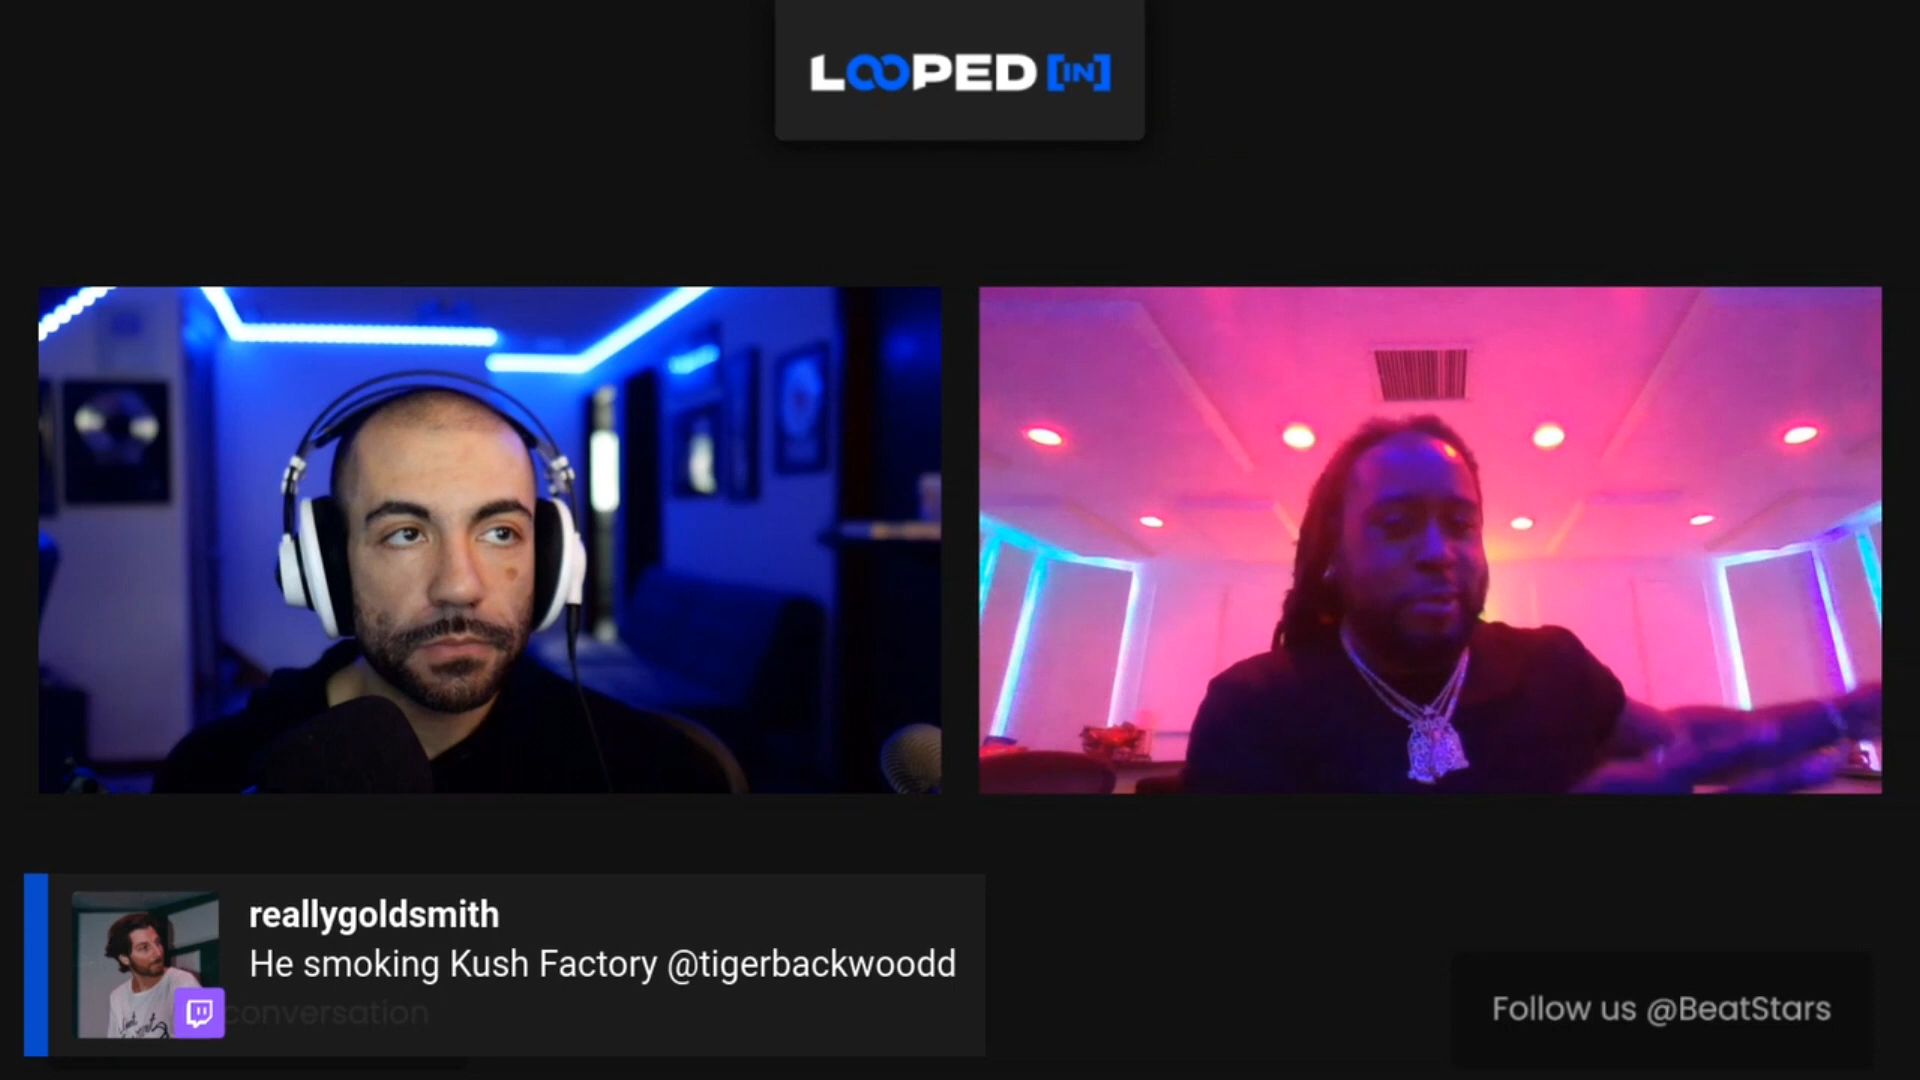 LOOPED [IN]
reallygoldsmith
He smoking Kush Factory @tigerbackwoodd
conversation
Follow us @BeatStars